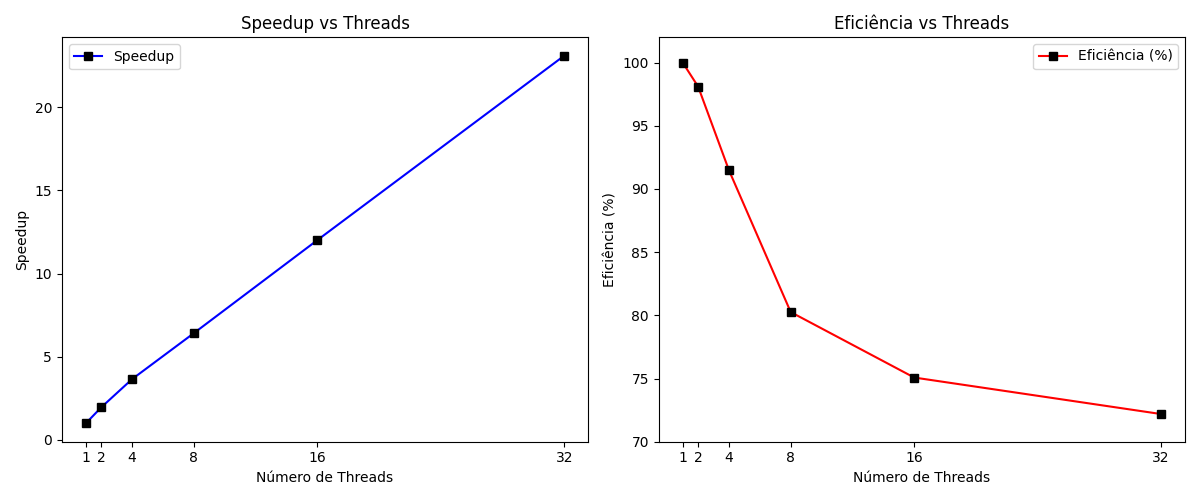 Speedup vs Threads
Speedup
20
15
10
5
0
Speedup
1 2 4 8 16 32
Número de Threads
Eficiência vs Threads
Eficiência (%)
100
95
90
85
80
75
70
Eficiência (%)
1 2 4 8 16 32
Número de Threads